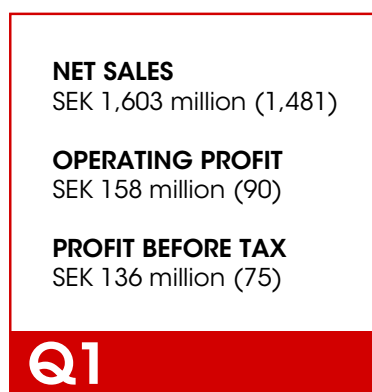 NET SALES
SEK 1,603 million (1,481)
OPERATING PROFIT
SEK 158 million (90)
PROFIT BEFORE TAX
SEK 136 million (75)
Q1